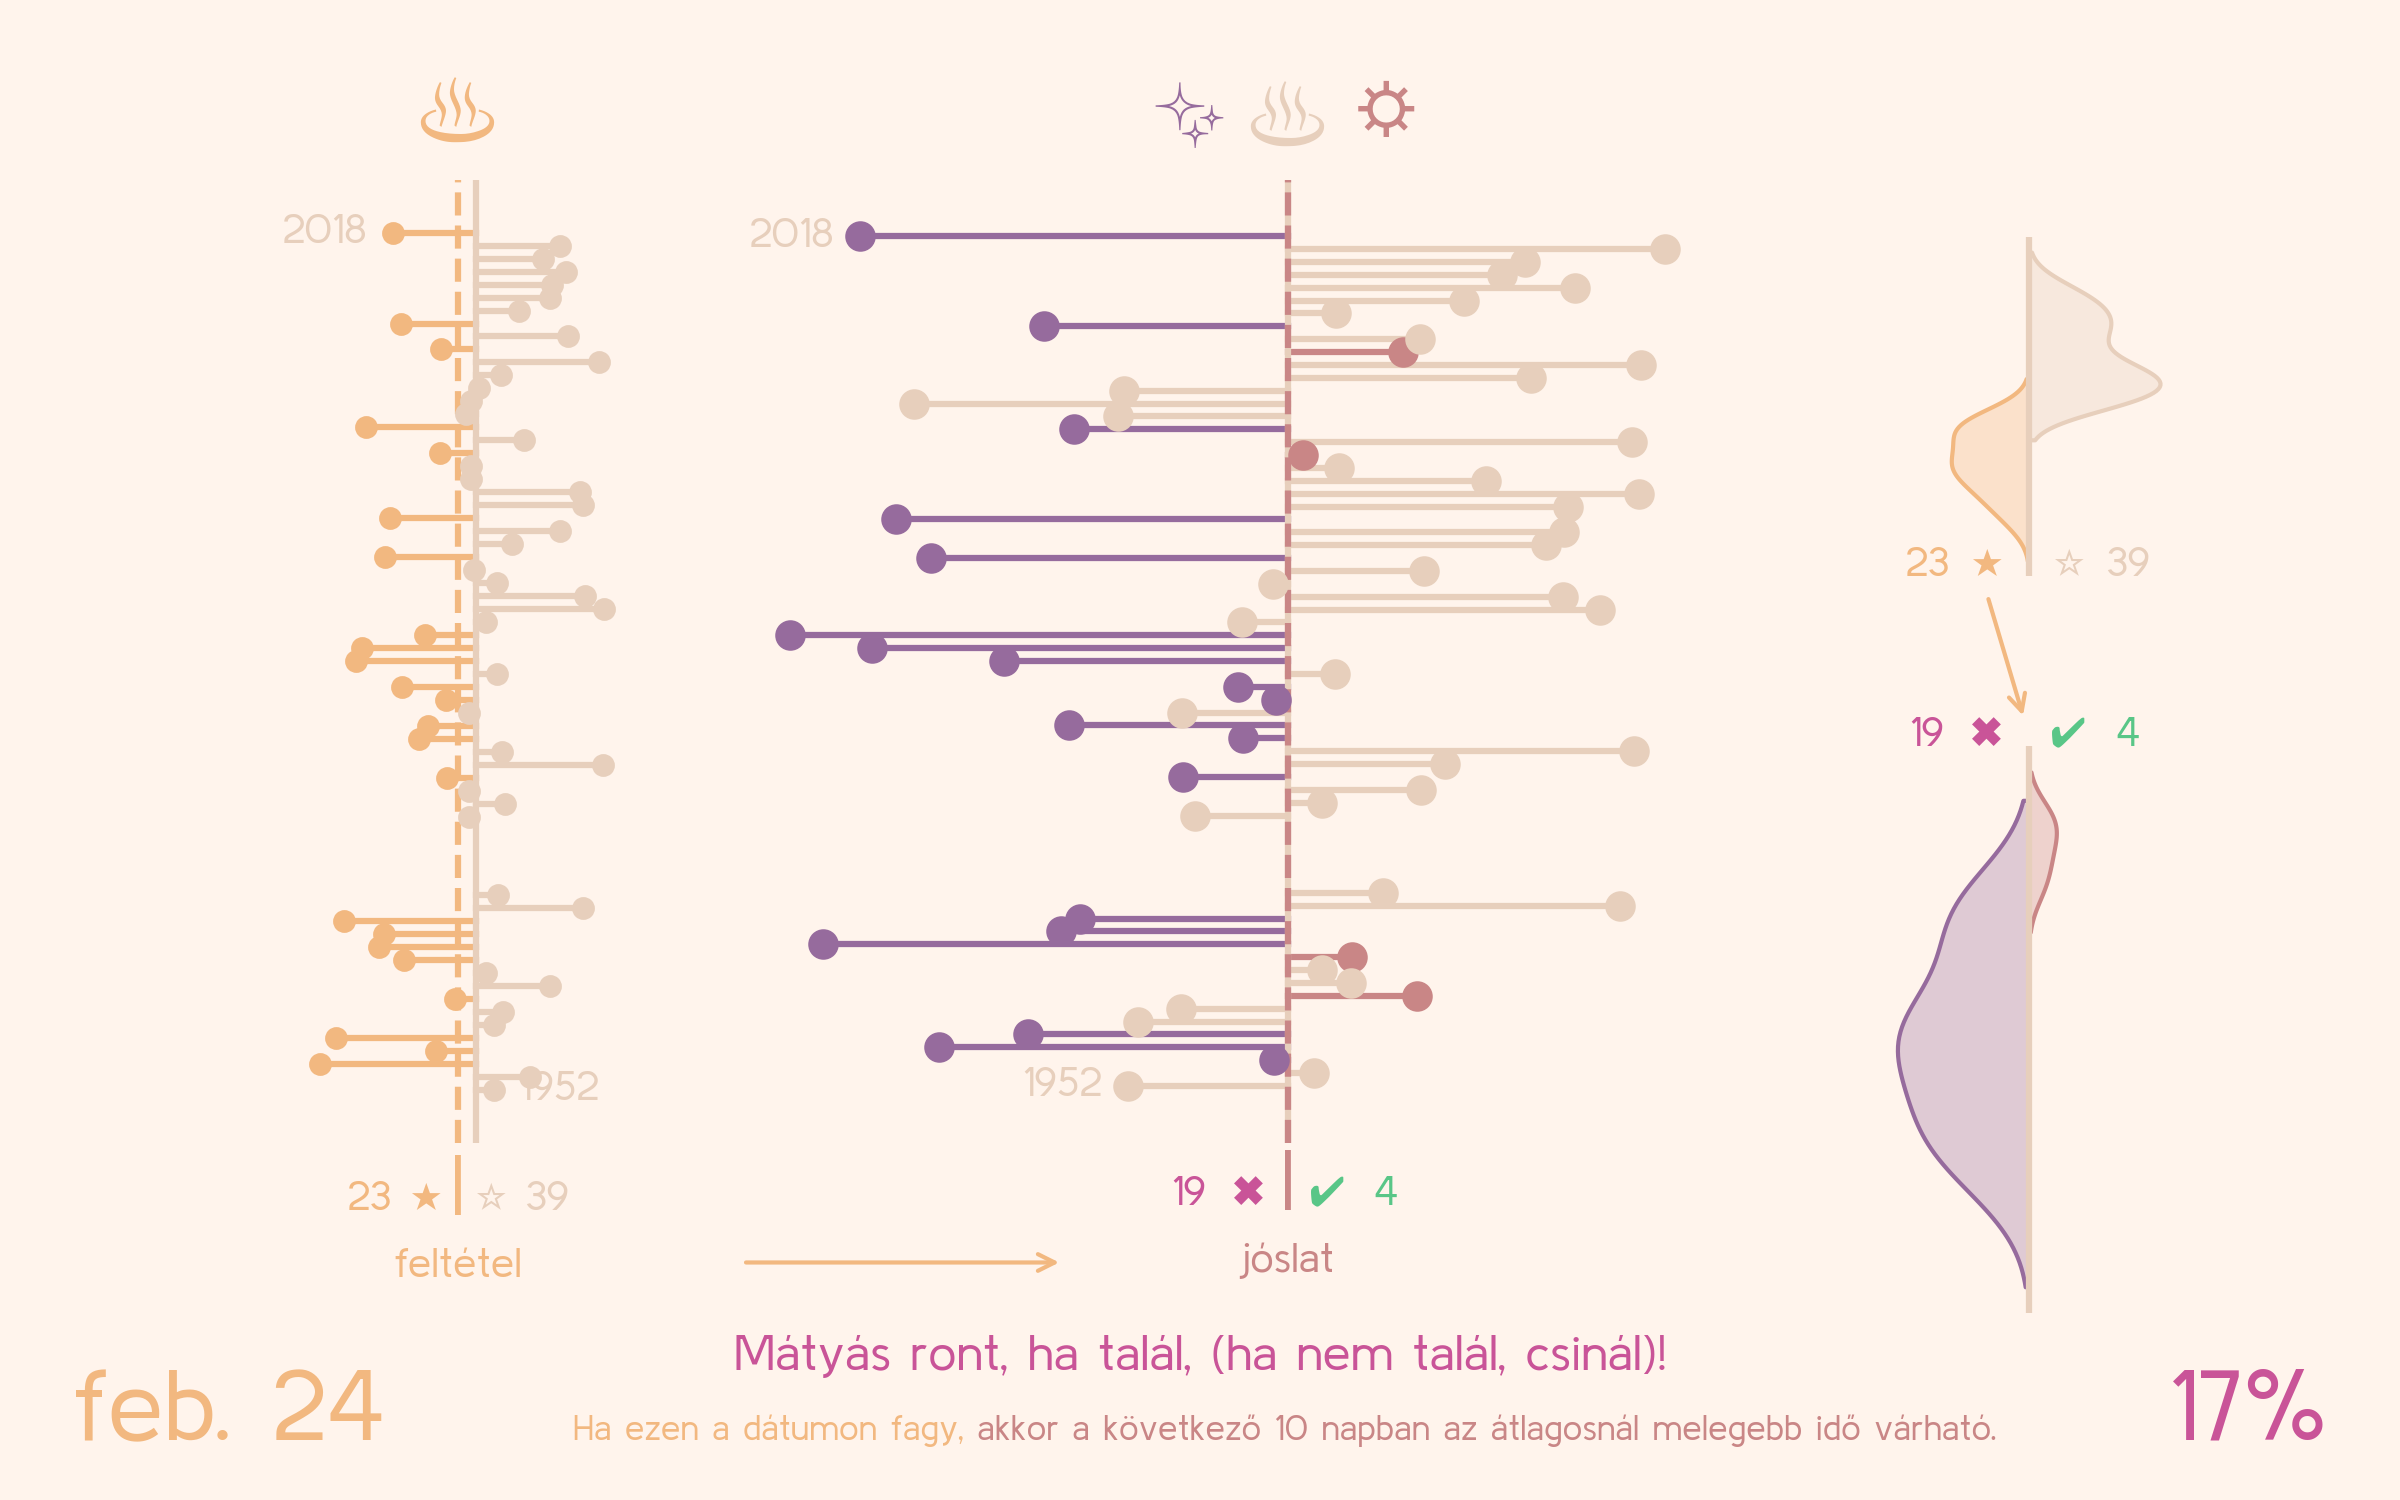 2018
2018
1952
1952
23 ★ ☆ 39
19 ✖ ✔ 4
23 ★ ☆ 39
feltétel
19 ✖ ✔ 4
jóslat
Mátyás ront, ha talál, (ha nem talál, csinál)!
feb. 24
Ha ezen a dátumon fagy, akkor a következő 10 napban az átlagosnál melegebb idő várható.
17%